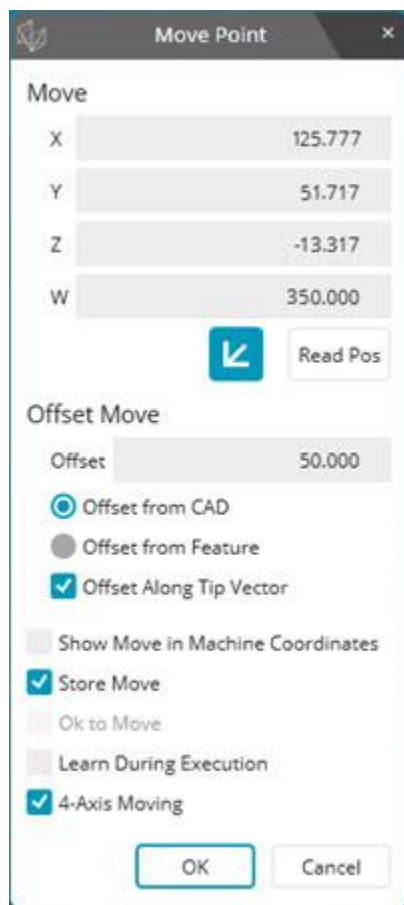 Move Point
Move
X 125.777
Y 51.717
Z -13.317
W 350.000
Read Pos
Offset Move
Offset 50.000
Offset from CAD
Offset from Feature
Offset Along Tip Vector
Show Move in Machine Coordinates
Store Move
Ok to Move
Learn During Execution
4-Axis Moving
OK Cancel